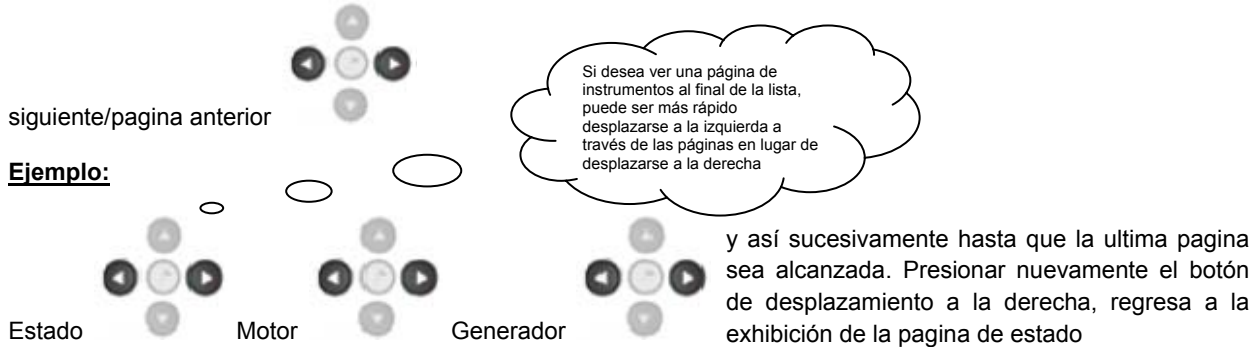 Si desea ver una página de
instrumentos al final de la lista,
puede ser más rápido
desplazarse a la izquierda a
través de las páginas en lugar de
desplazarse a la derecha
siguiente/pagina anterior
Ejemplo:
y así sucesivamente hasta que la ultima pagina
sea alcanzada. Presionar nuevamente el botón
de desplazamiento a la derecha, regresa a la
Estado Motor Generador exhibición de la pagina de estado